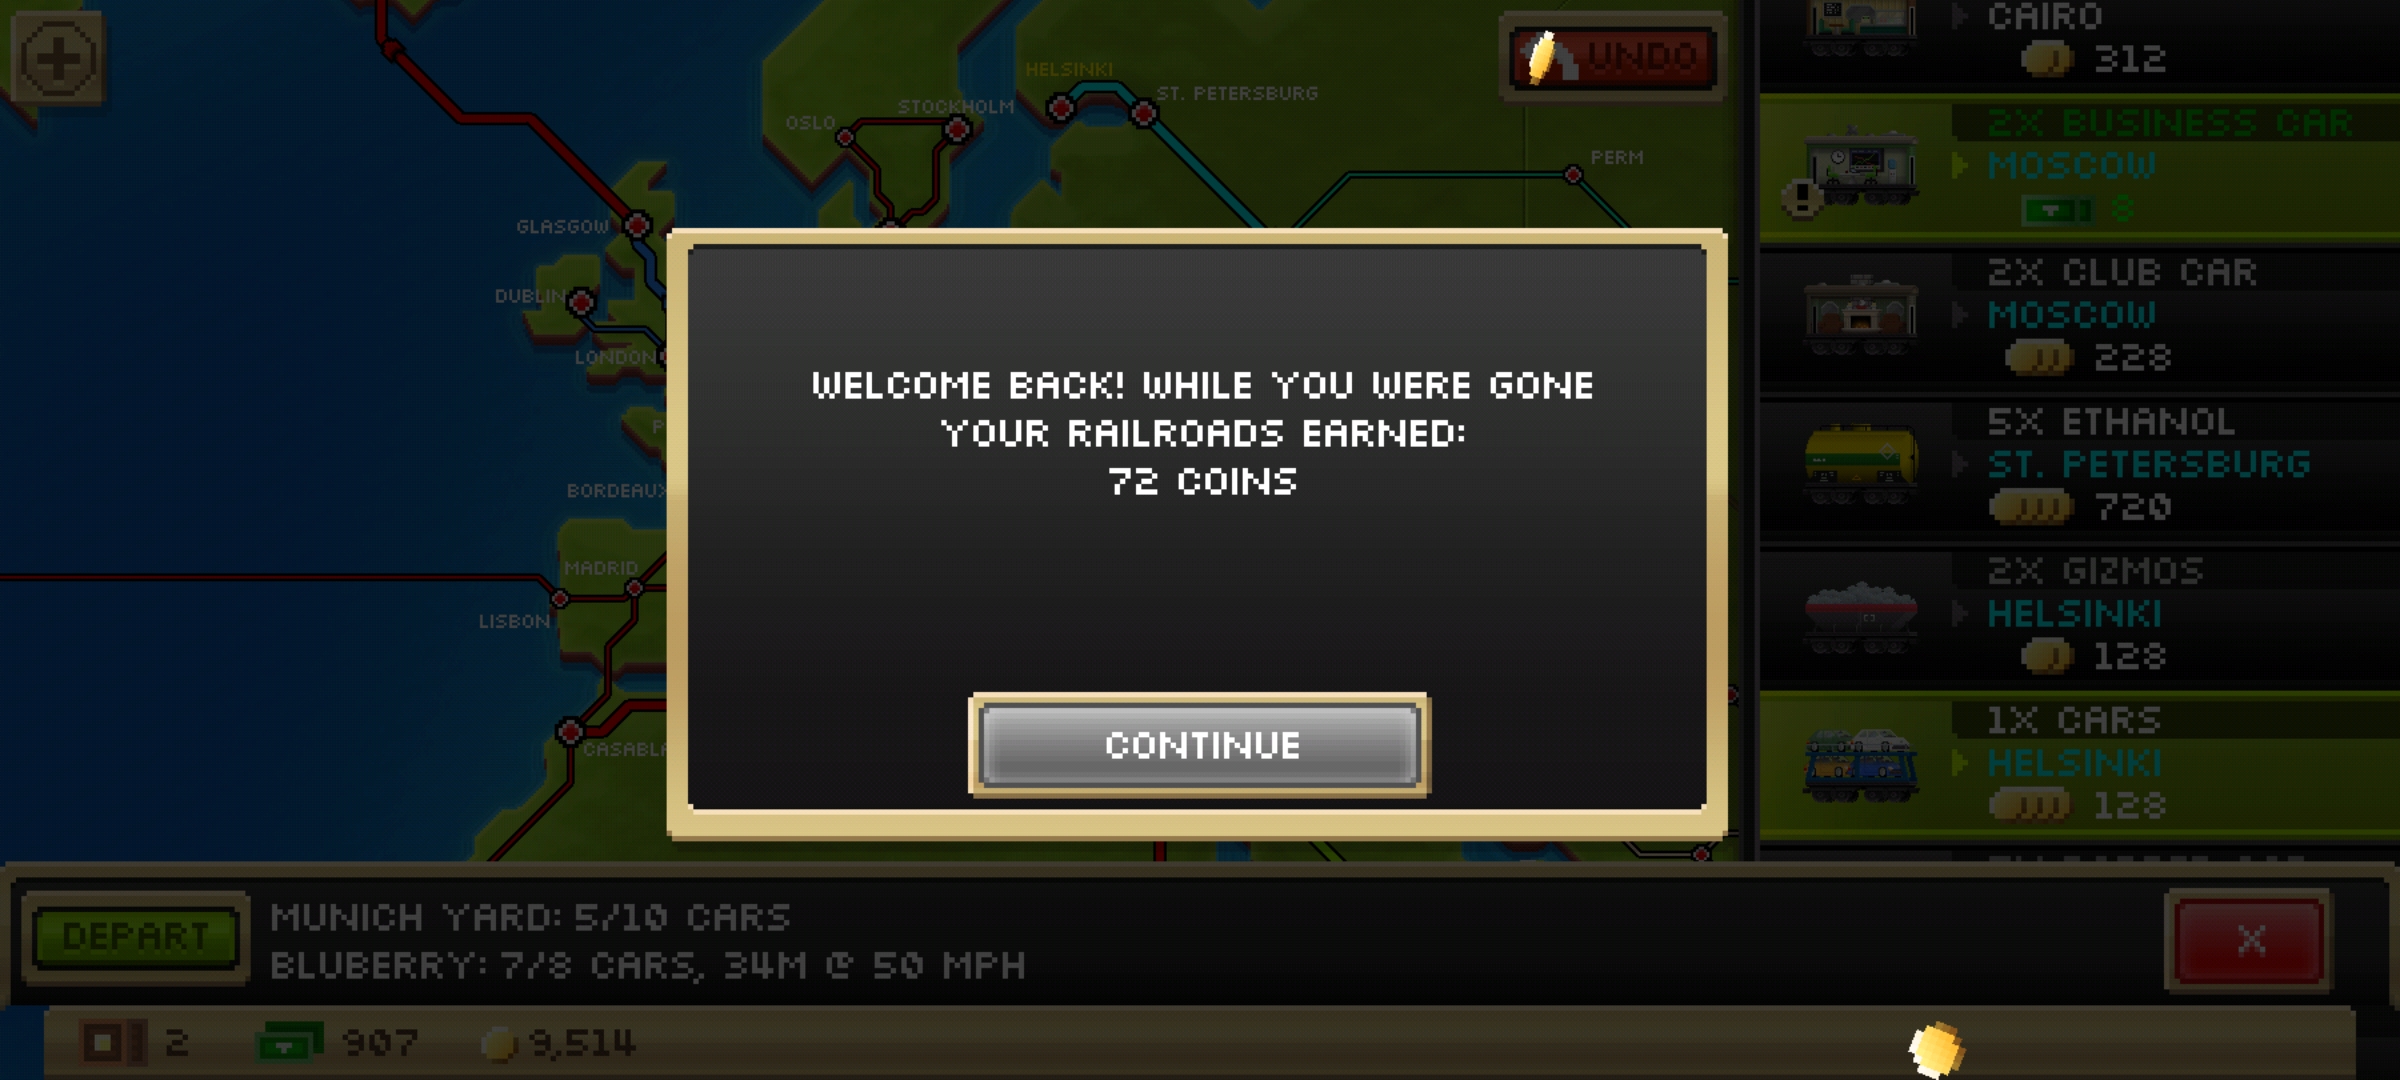 CAIRO
312
UNDO
HELSINKI
STOCKHOLM
ST. PETERSBURG
OSLO
PERM
2X BUSINESS CAR
MOSCOW
8
GLASGOW
2X CLUB CAR
MOSCOW
228
DUBLIN
LONDON
WELCOME BACK! WHILE YOU WERE GONE
YOUR RAILROADS EARNED:
72 COINS
5X ETHANOL
ST. PETERSBURG
720
BORDEAUX
MADRID
LISBON
2X GIZMOS
HELSINKI
128
CONTINUE
1X CARS
HELSINKI
128
CASABLA
DEPART
MUNICH YARD: 5/10 CARS
BLUBERRY: 7/8 CARS, 34M @ 50 MPH
X
2
907
9,514